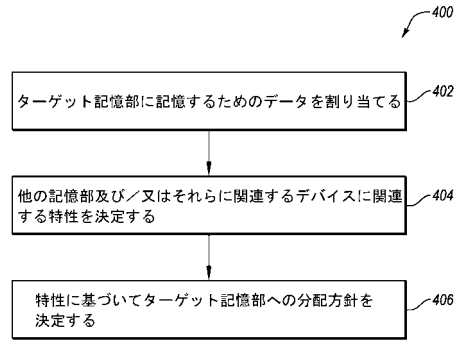 400
ターゲット記憶部に記憶するためのデータを割り当てる
402
他の記憶部及び/又はそれらに関連するデバイスに関連
する特性を決定する
404
特性に基づいてターゲット記憶部への分配方針を
決定する
406